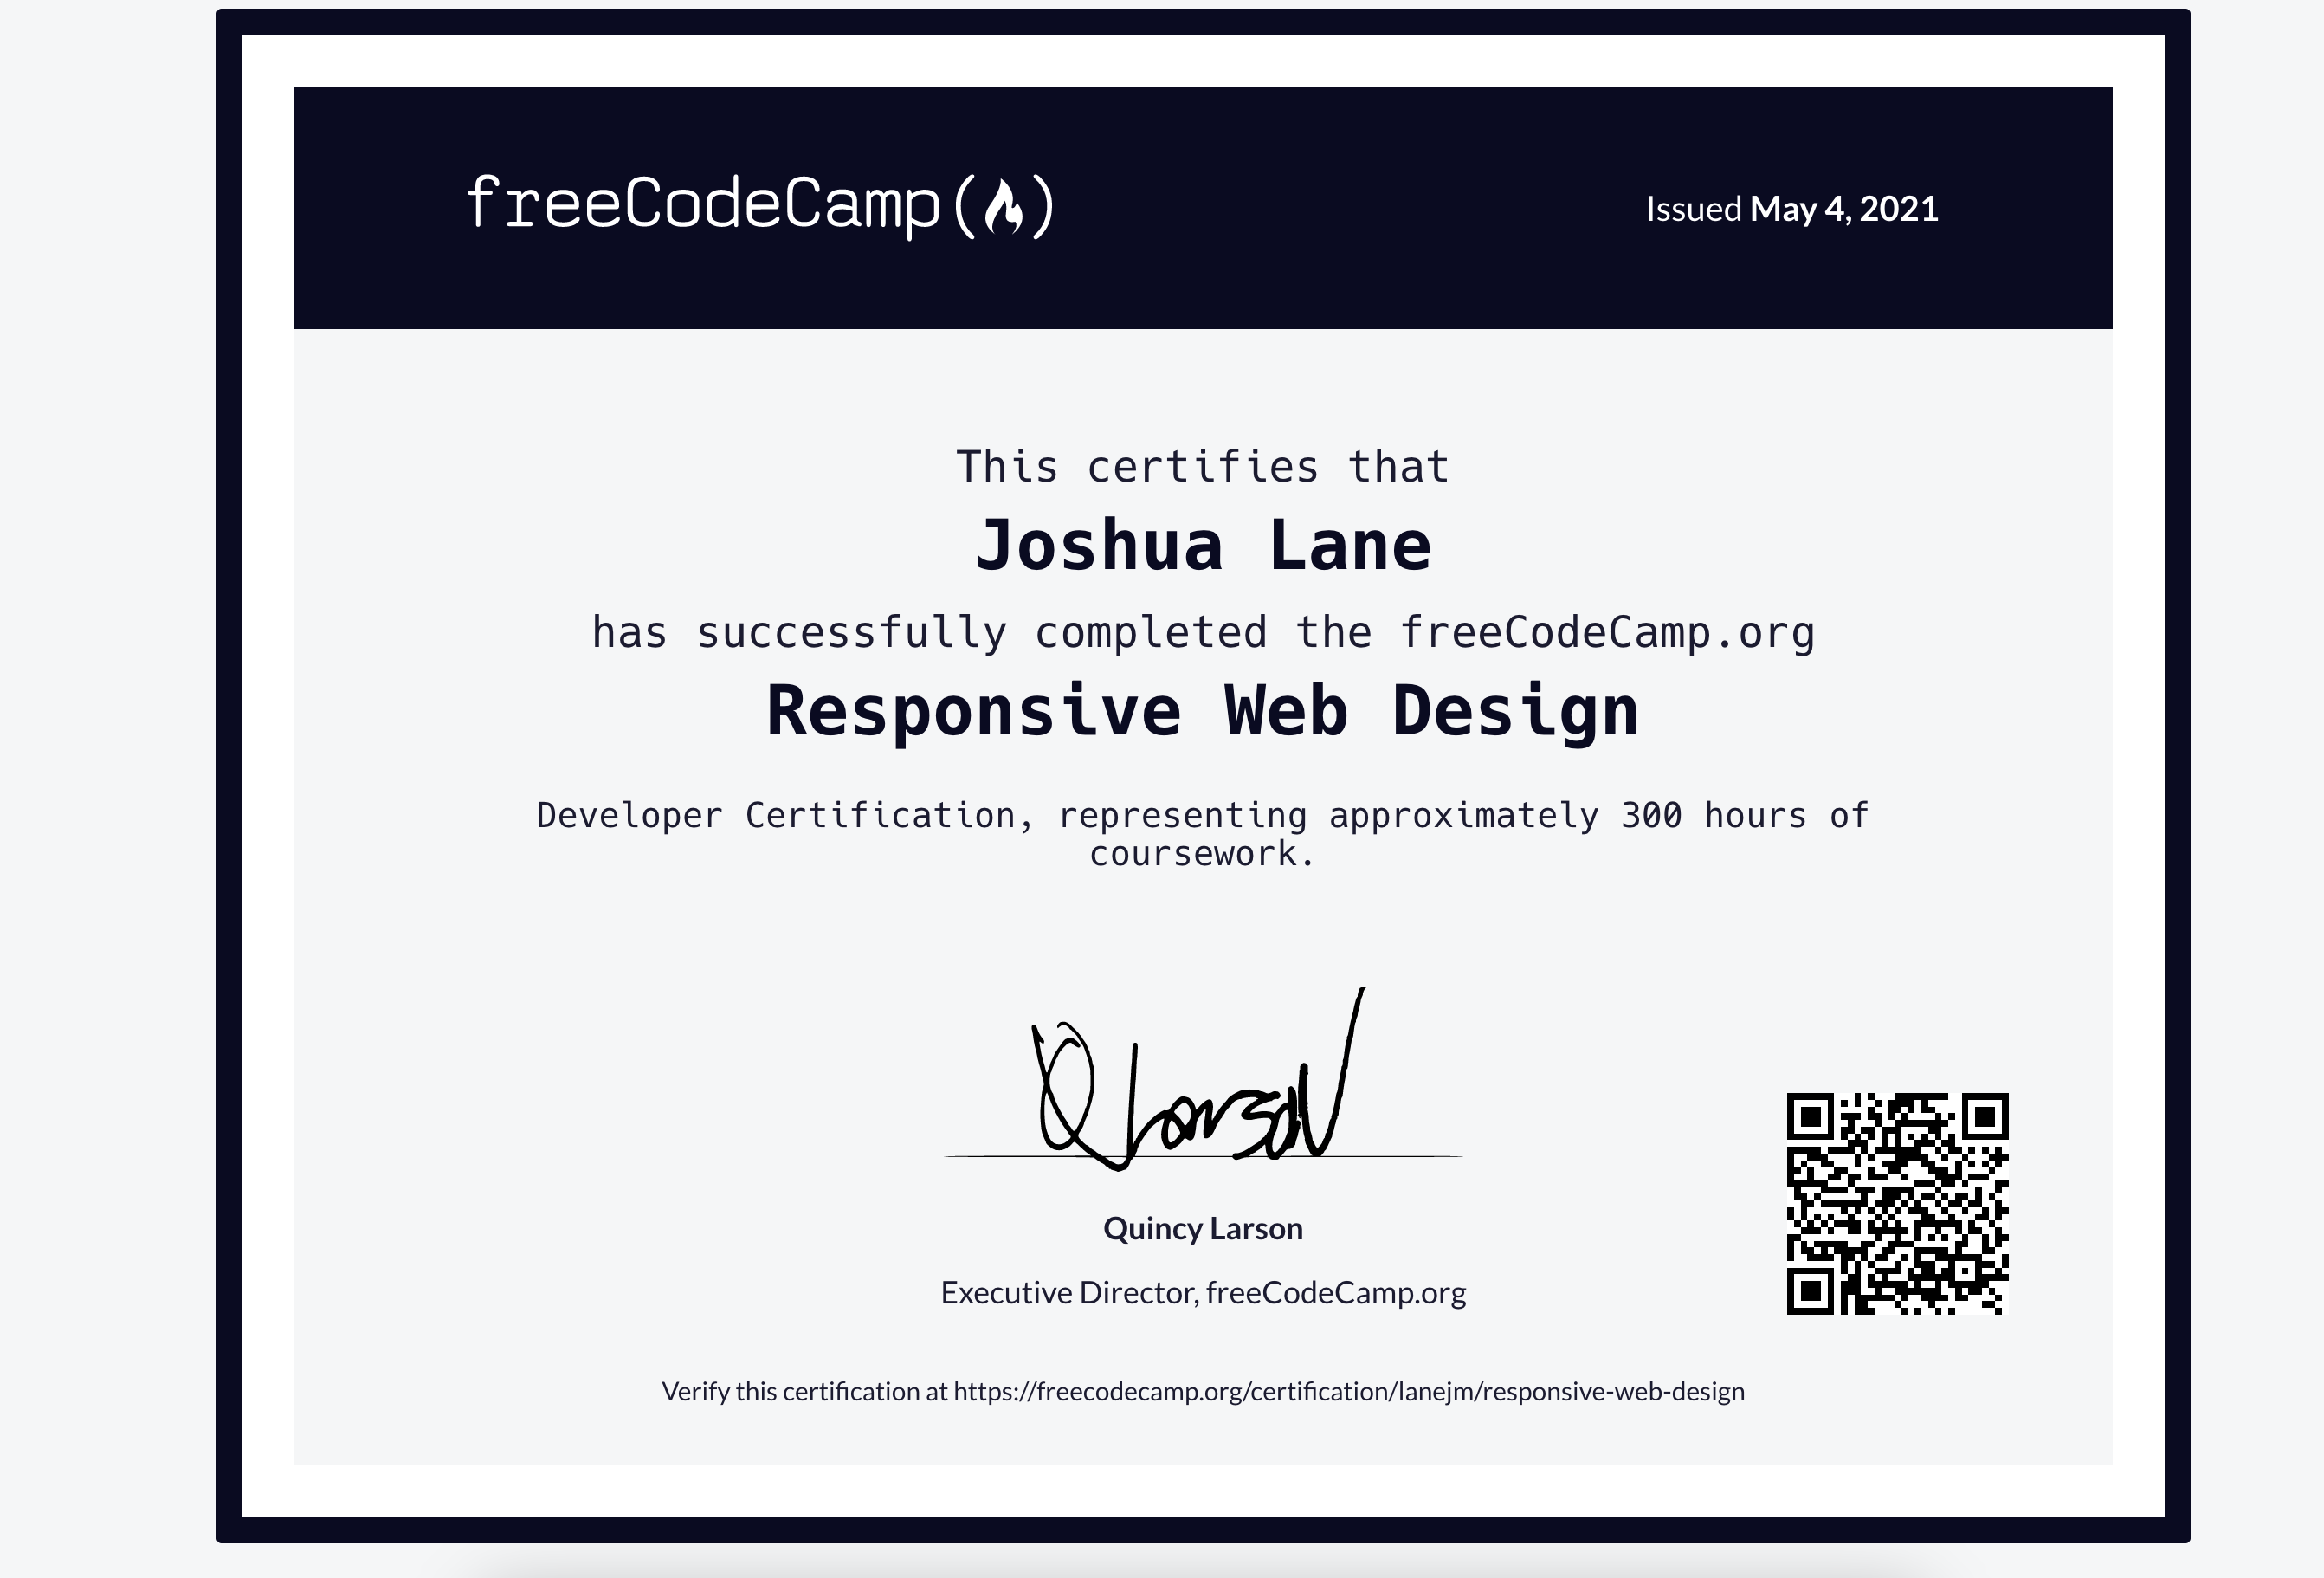 freeCodeCamp
Issued May 4, 2021
This certifies that
Joshua Lane
has successfully completed the freeCodeCamp.org
Responsive Web Design
Developer Certification, representing approximately 300 hours of
coursework.
QLarson
Quincy Larson
Executive Director, freeCodeCamp.org
Verify this certification at https://freecodecamp.org/certification/lanejm/responsive-web-design